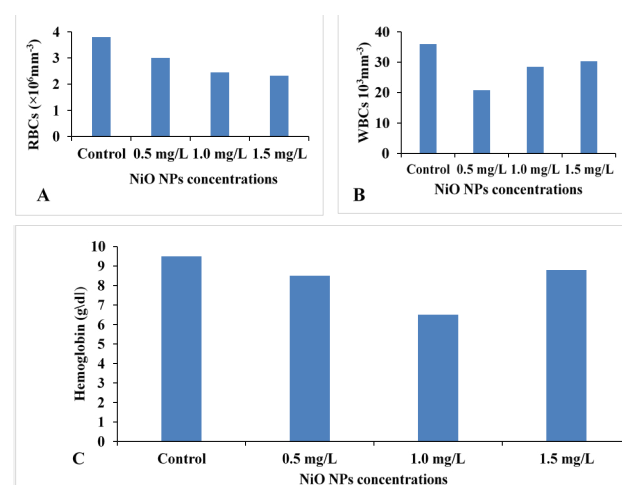 4
3
2
1
0
RBCs (×10⁶mm⁻³)
Control 0.5 mg/L 1.0 mg/L 1.5 mg/L
NiO NPs concentrations
A
40
30
20
10
0
WBCs 10³mm⁻³
Control 0.5 mg/L 1.0 mg/L 1.5 mg/L
NiO NPs concentrations
B
10
9
8
7
6
5
4
3
2
1
0
Hemoglobin (g\dl)
Control 0.5 mg/L 1.0 mg/L 1.5 mg/L
NiO NPs concentrations
C